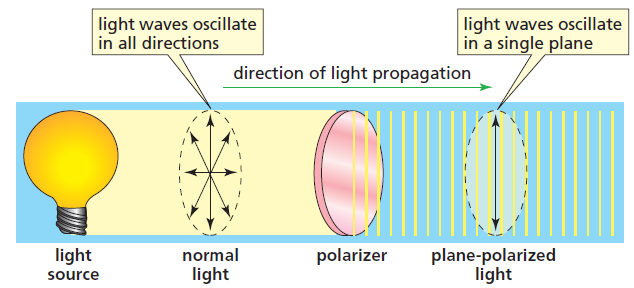 light waves oscillate
in all directions
light waves oscillate
in a single plane
direction of light propagation
light
source
normal
light
polarizer
plane-polarized
light